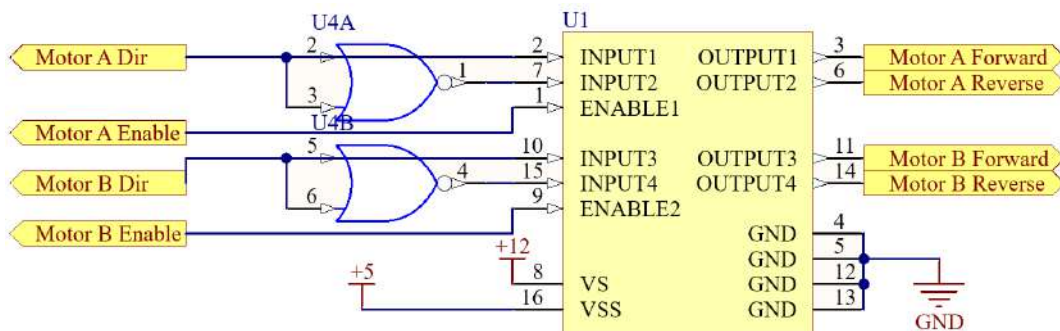 U4A U1
Motor A Dir 2 2 INPUT1 OUTPUT1 3 Motor A Forward
1 7 INPUT2 OUTPUT2 6 Motor A Reverse
3 1 ENABLE1
Motor A Enable U4B
5 10 INPUT3 OUTPUT3 11 Motor B Forward
Motor B Dir 4 15 INPUT4 OUTPUT4 14 Motor B Reverse
6 9 ENABLE2
Motor B Enable GND 4
+12 GND 5
+5 8 VS GND 12
16 VSS GND 13
GND